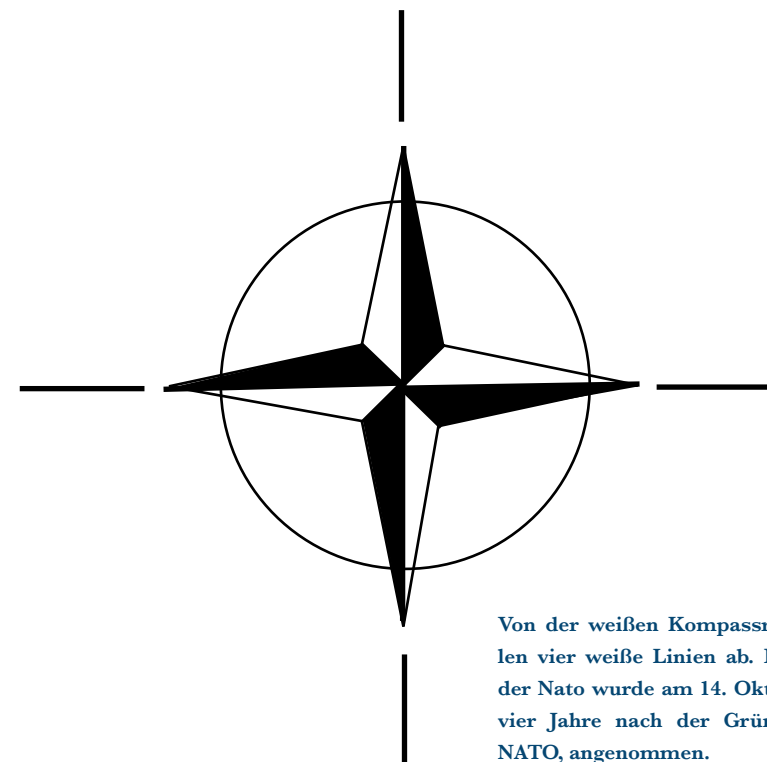 Von der weißen Kompassr
len vier weiße Linien ab.
der Nato wurde am 14. Okt
vier Jahre nach der Grün
NATO, angenommen.